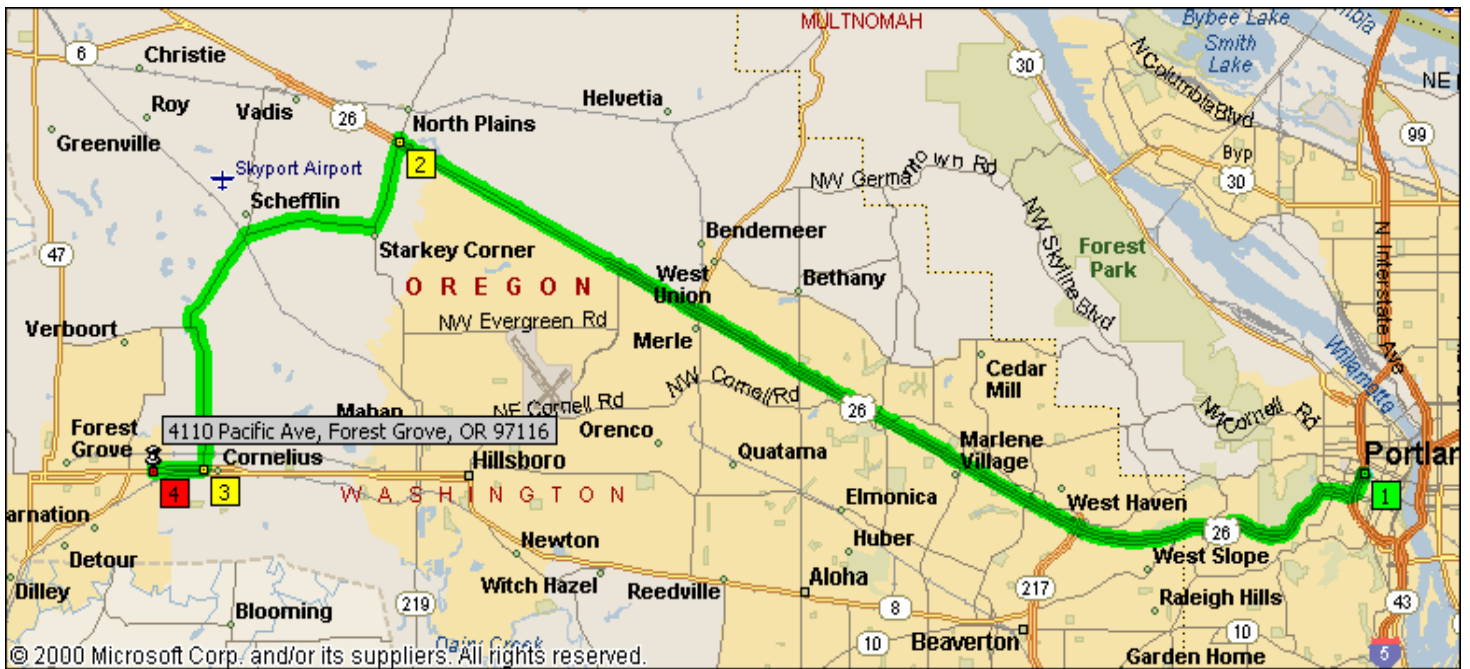 MULTNOMAH
Bybee Lake
Smith
Lake
6
Christie
30
N Columbia Blvd
NE
Roy
Vadis
26
Helvetia
North Plains
99
Greenville
2
Byp
30
Skyport Airport
NW Germantown Rd
Schefflin
NW Skyline Blvd
N Interstate Ave
Bendemeer
Starkey Corner
Forest
Park
47
West
Union
Bethany
OREGON
NW Evergreen Rd
Verboort
Merle
Willamette
Cedar
Mill
NW Cornell Rd
Mahan
NE Cornell Rd
26
NW Cornell Rd
4110 Pacific Ave, Forest Grove, OR 97116
Forest
Grove
Orenco
Marlene
Village
Quatama
Portlan
Cornelius
Hillsboro
4
3
WASHINGTON
Elmonica
West Haven
1
arnation
26
Newton
Huber
West Slope
Detour
Witch Hazel
Reedville
Aloha
217
Dilley
219
8
Raleigh Hills
43
Blooming
10
Beaverton
10
Dairy Creek
5
Garden Home
© 2000 Microsoft Corp. and/or its suppliers. All rights reserved.